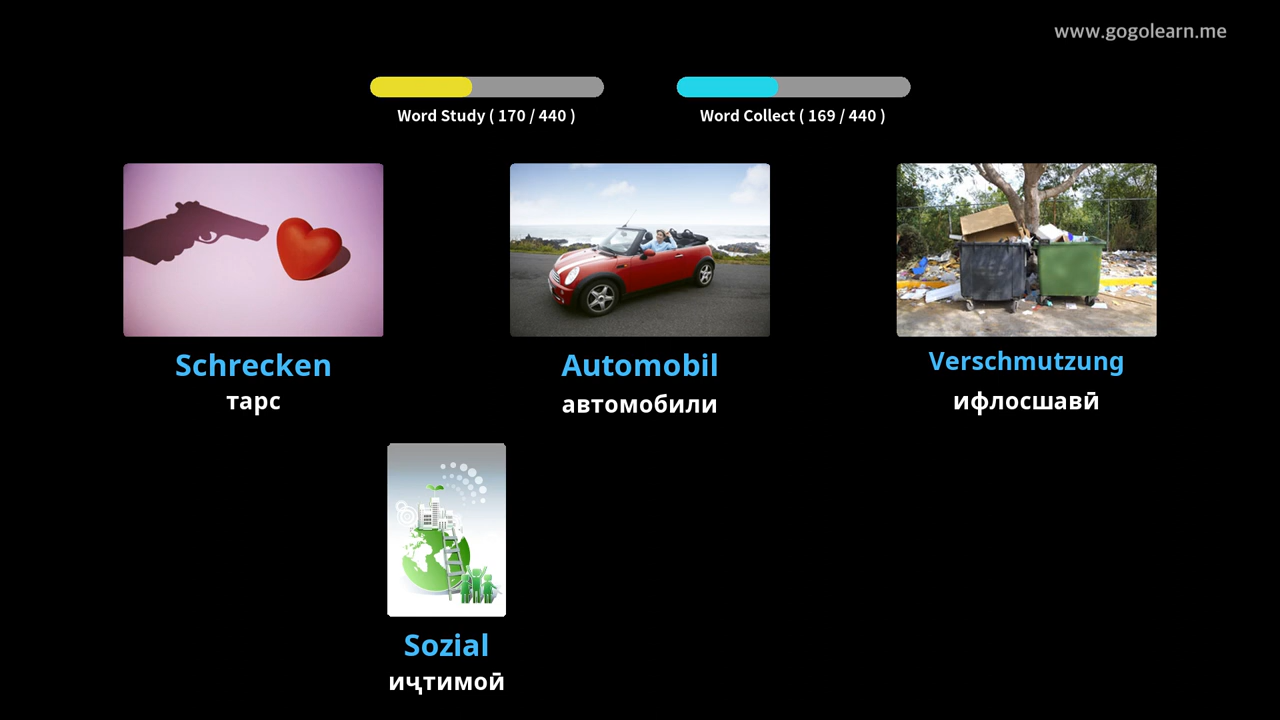 www.gogolearn.me
Word Study ( 170 / 440 )
Word Collect ( 169 / 440 )
Schrecken
тарс
Automobil
автомобили
Verschmutzung
ифлосшавӣ
Sozial
иҷтимоӣ